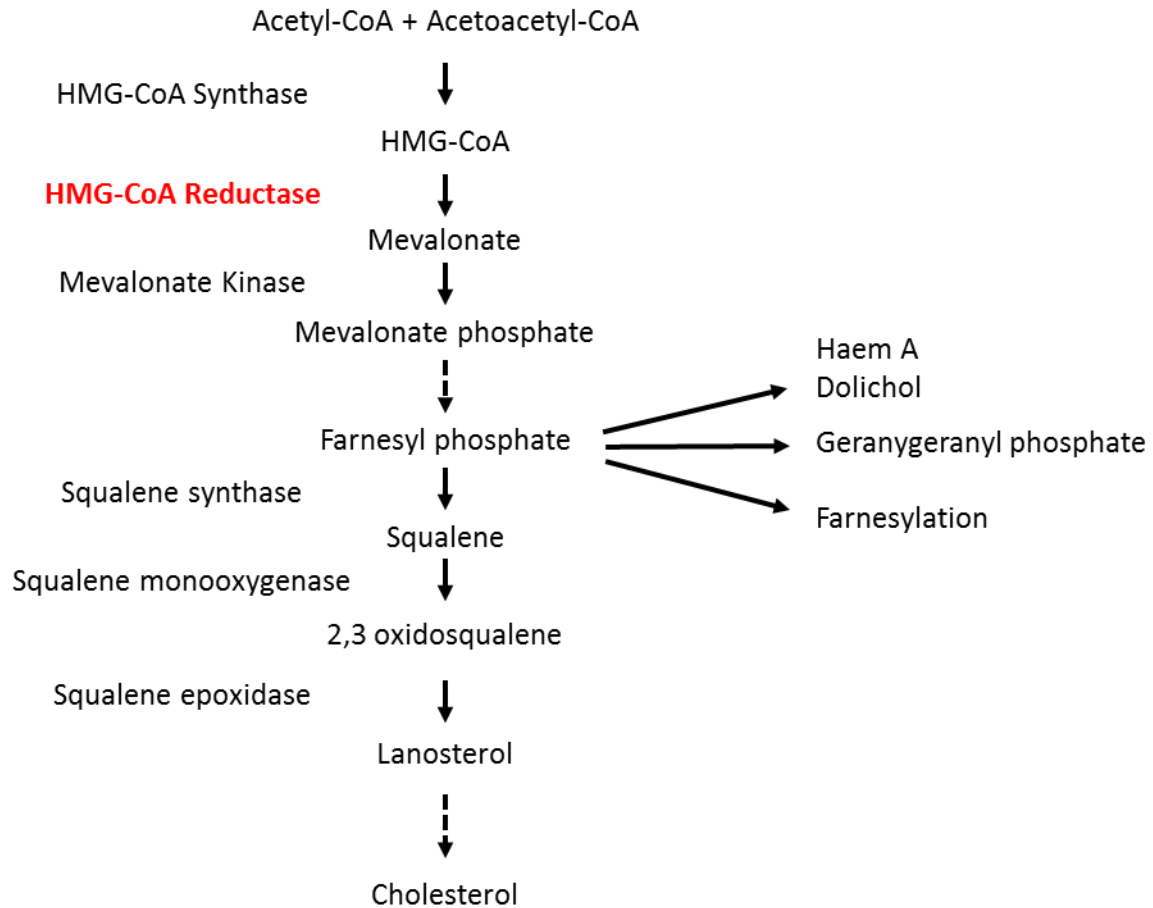 Acetyl-CoA + Acetoacetyl-CoA
HMG-CoA Synthase
HMG-CoA
HMG-CoA Reductase
Mevalonate
Mevalonate Kinase
Mevalonate phosphate
Haem A
Dolichol
Farnesyl phosphate
Geranygeranyl phosphate
Squalene synthase
Farnesylation
Squalene
Squalene monooxygenase
2,3 oxidosqualene
Squalene epoxidase
Lanosterol
Cholesterol